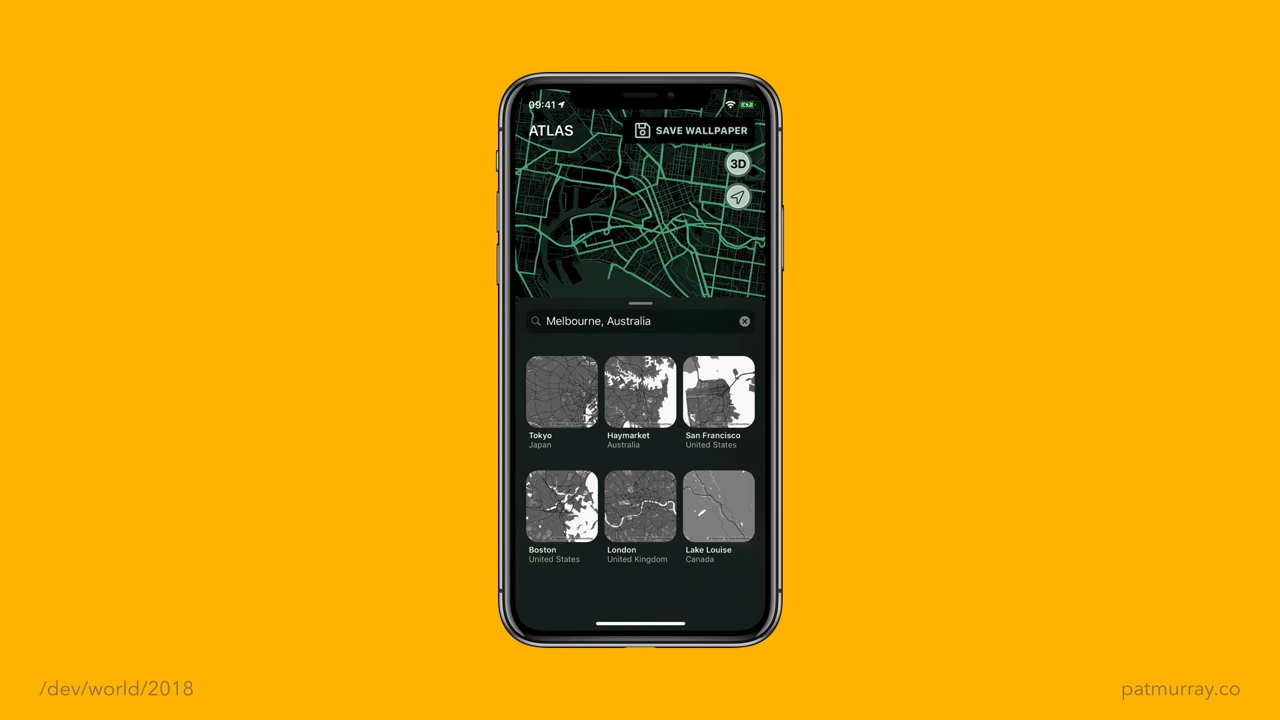 09:41
ATLAS
SAVE WALLPAPER
3D
Melbourne, Australia
Tokyo
Japan
Haymarket
Australia
San Francisco
United States
Boston
United States
London
United Kingdom
Lake Louise
Canada
/dev/world/2018
patmurray.co